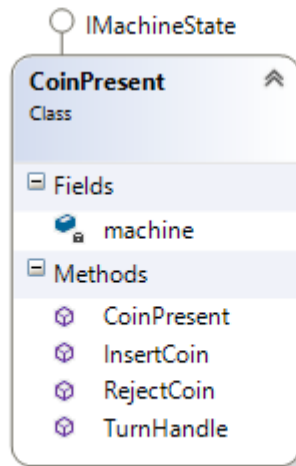 IMachineState
CoinPresent
Class
Fields
machine
Methods
CoinPresent
InsertCoin
RejectCoin
TurnHandle